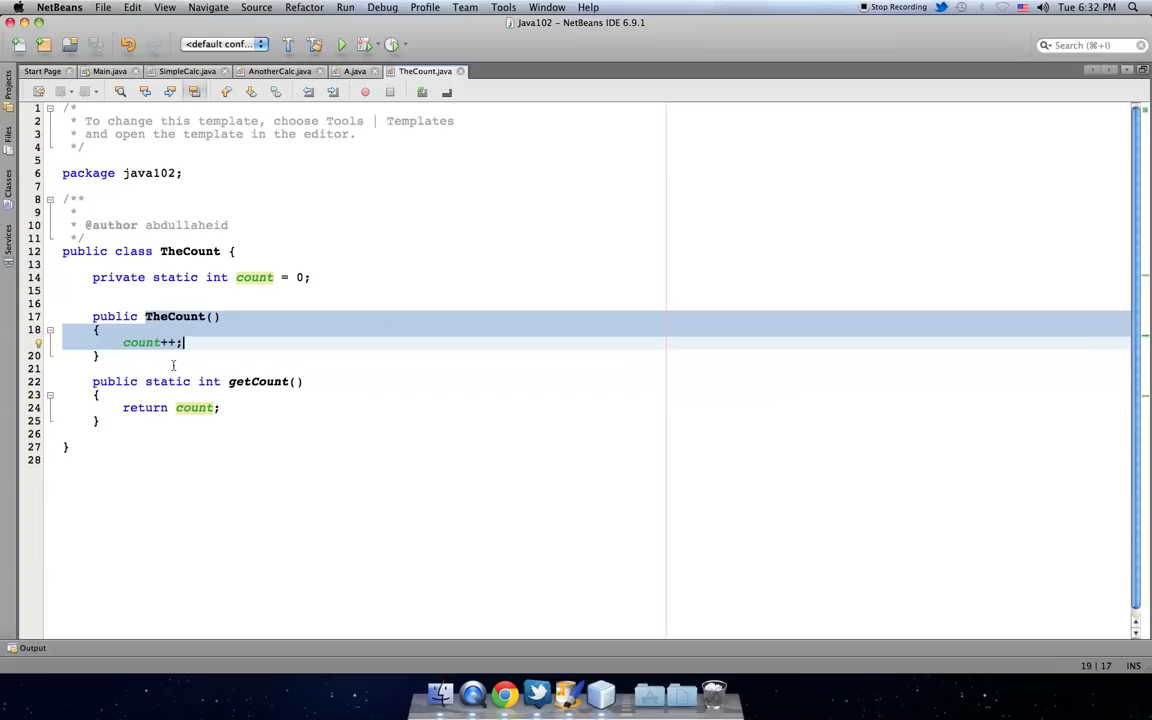 NetBeans File Edit View Navigate Source Refactor Run Debug Profile Team Tools Window Help Stop Recording Tue 6:32 PM
Java102 - NetBeans IDE 6.9.1
<default conf... Search (⌘+I)
Start Page Main.java SimpleCalc.java AnotherCalc.java A.java TheCount.java
Projects
Files
Classes
Services
1 /*
2 * To change this template, choose Tools | Templates
3 * and open the template in the editor.
4 */
5
6 package java102;
7
8 /**
9 *
10 * @author abdullaheid
11 */
12 public class TheCount {
13
14 private static int count = 0;
15
16
17 public TheCount()
18 {
count++;
20 }
21
22 public static int getCount()
23 {
24 return count;
25 }
26
27 }
28
Output
19 | 17 INS